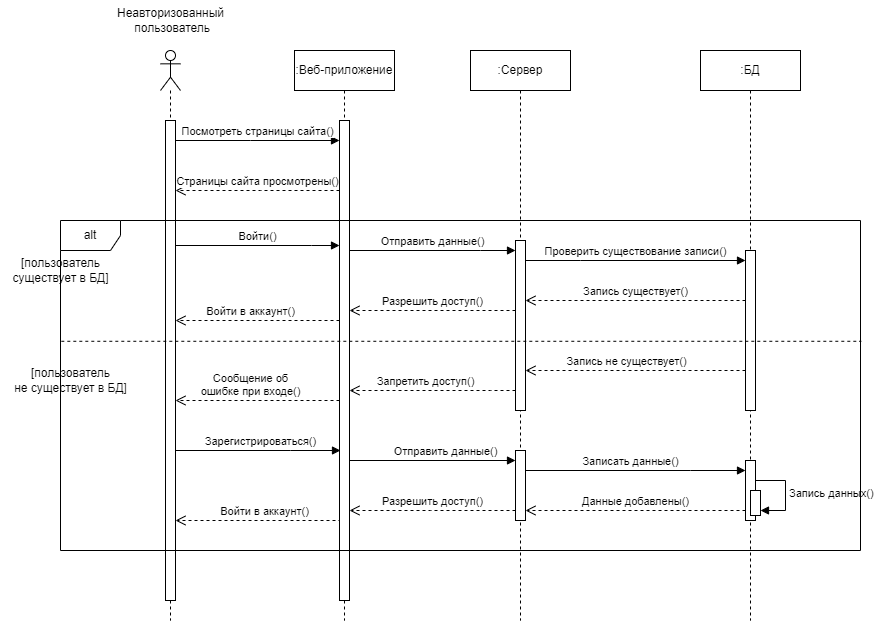 Неавторизованный
пользователь
:Веб-приложение
:Сервер
:БД
Посмотреть страницы сайта()
Страницы сайта просмотрены()
alt
[пользователь
существует в БД]
Войти()
Отправить данные()
Проверить существование записи()
Запись существует()
Разрешить доступ()
Войти в аккаунт()
[пользователь
не существует в БД]
Запись не существует()
Запретить доступ()
Сообщение об
ошибке при входе()
Зарегистрироваться()
Отправить данные()
Записать данные()
Запись данных()
Данные добавлены()
Разрешить доступ()
Войти в аккаунт()